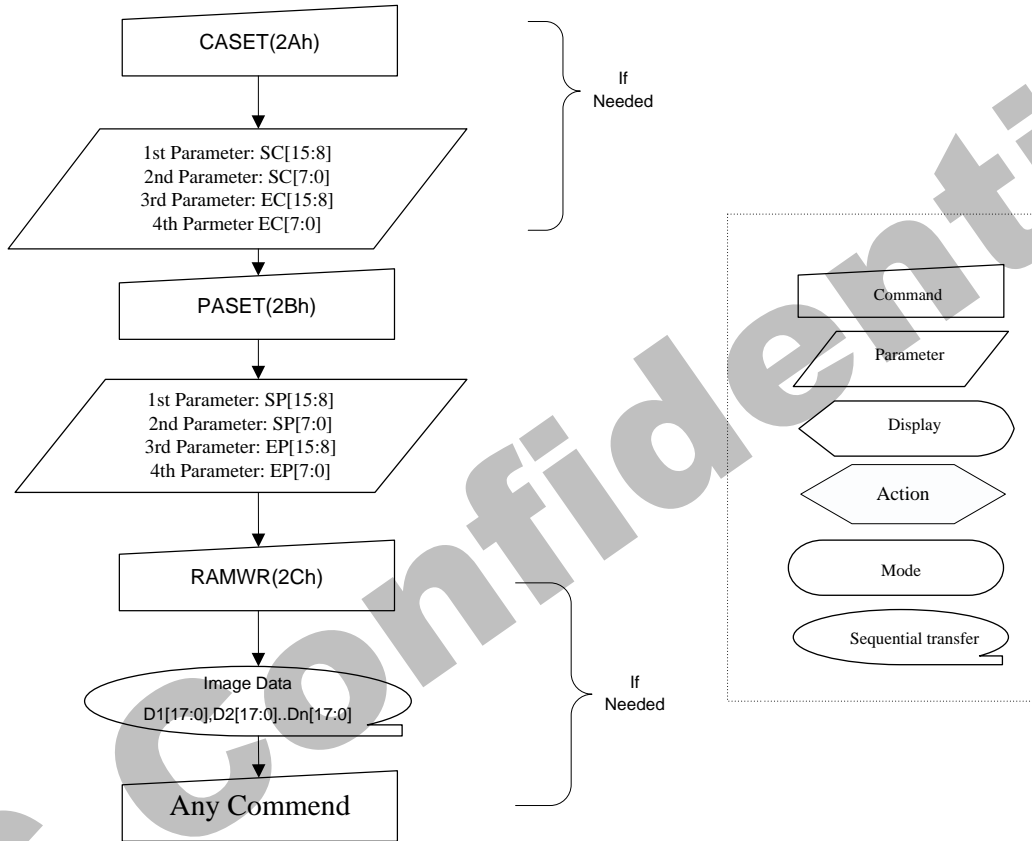 CASET(2Ah)
If
Needed
1st Parameter: SC[15:8]
2nd Parameter: SC[7:0]
3rd Parameter: EC[15:8]
4th Parmeter EC[7:0]
PASET(2Bh)
1st Parameter: SP[15:8]
2nd Parameter: SP[7:0]
3rd Parameter: EP[15:8]
4th Parameter: EP[7:0]
RAMWR(2Ch)
Image Data
D1[17:0],D2[17:0]..Dn[17:0]
If
Needed
Any Commend
Command
Parameter
Display
Action
Mode
Sequential transfer